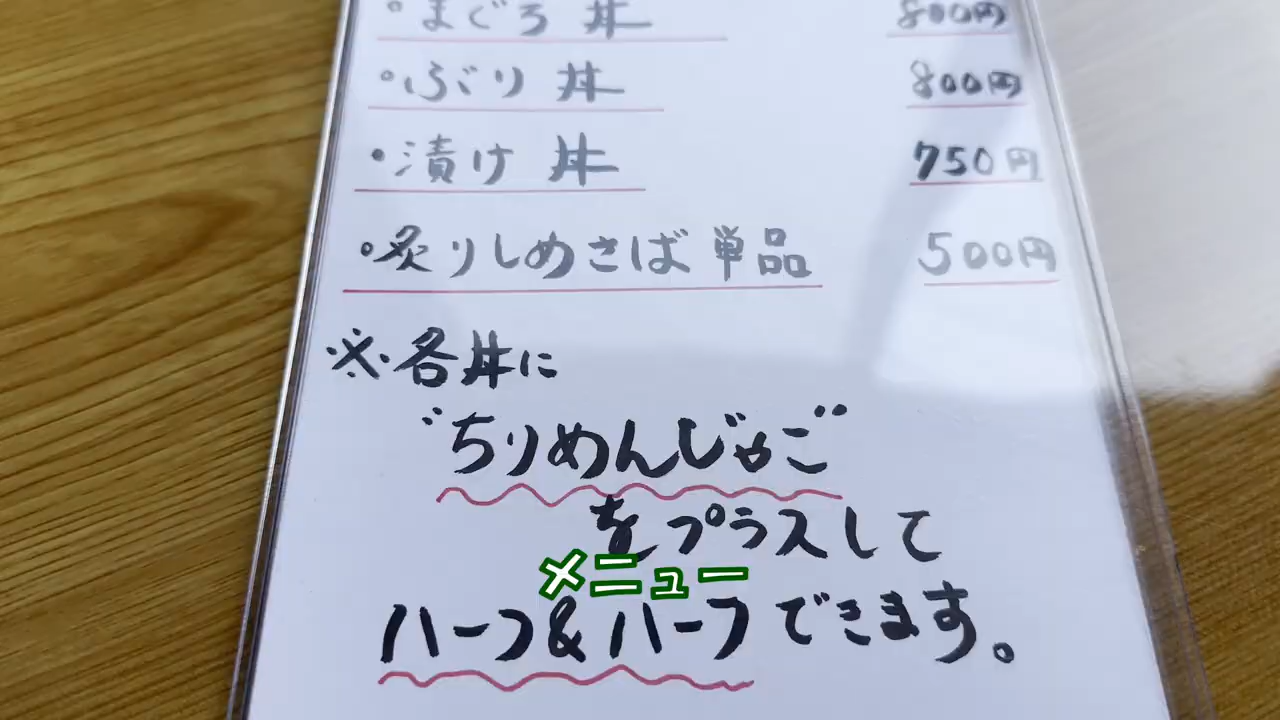 ・まぐろ丼 800円
・ぶり丼 800円
・漬け丼 750円
・炙りしめさば単品 500円
※各丼に
"ちりめんじゃご"
をプラスして
メニュー
ハーフ&ハーフできます。